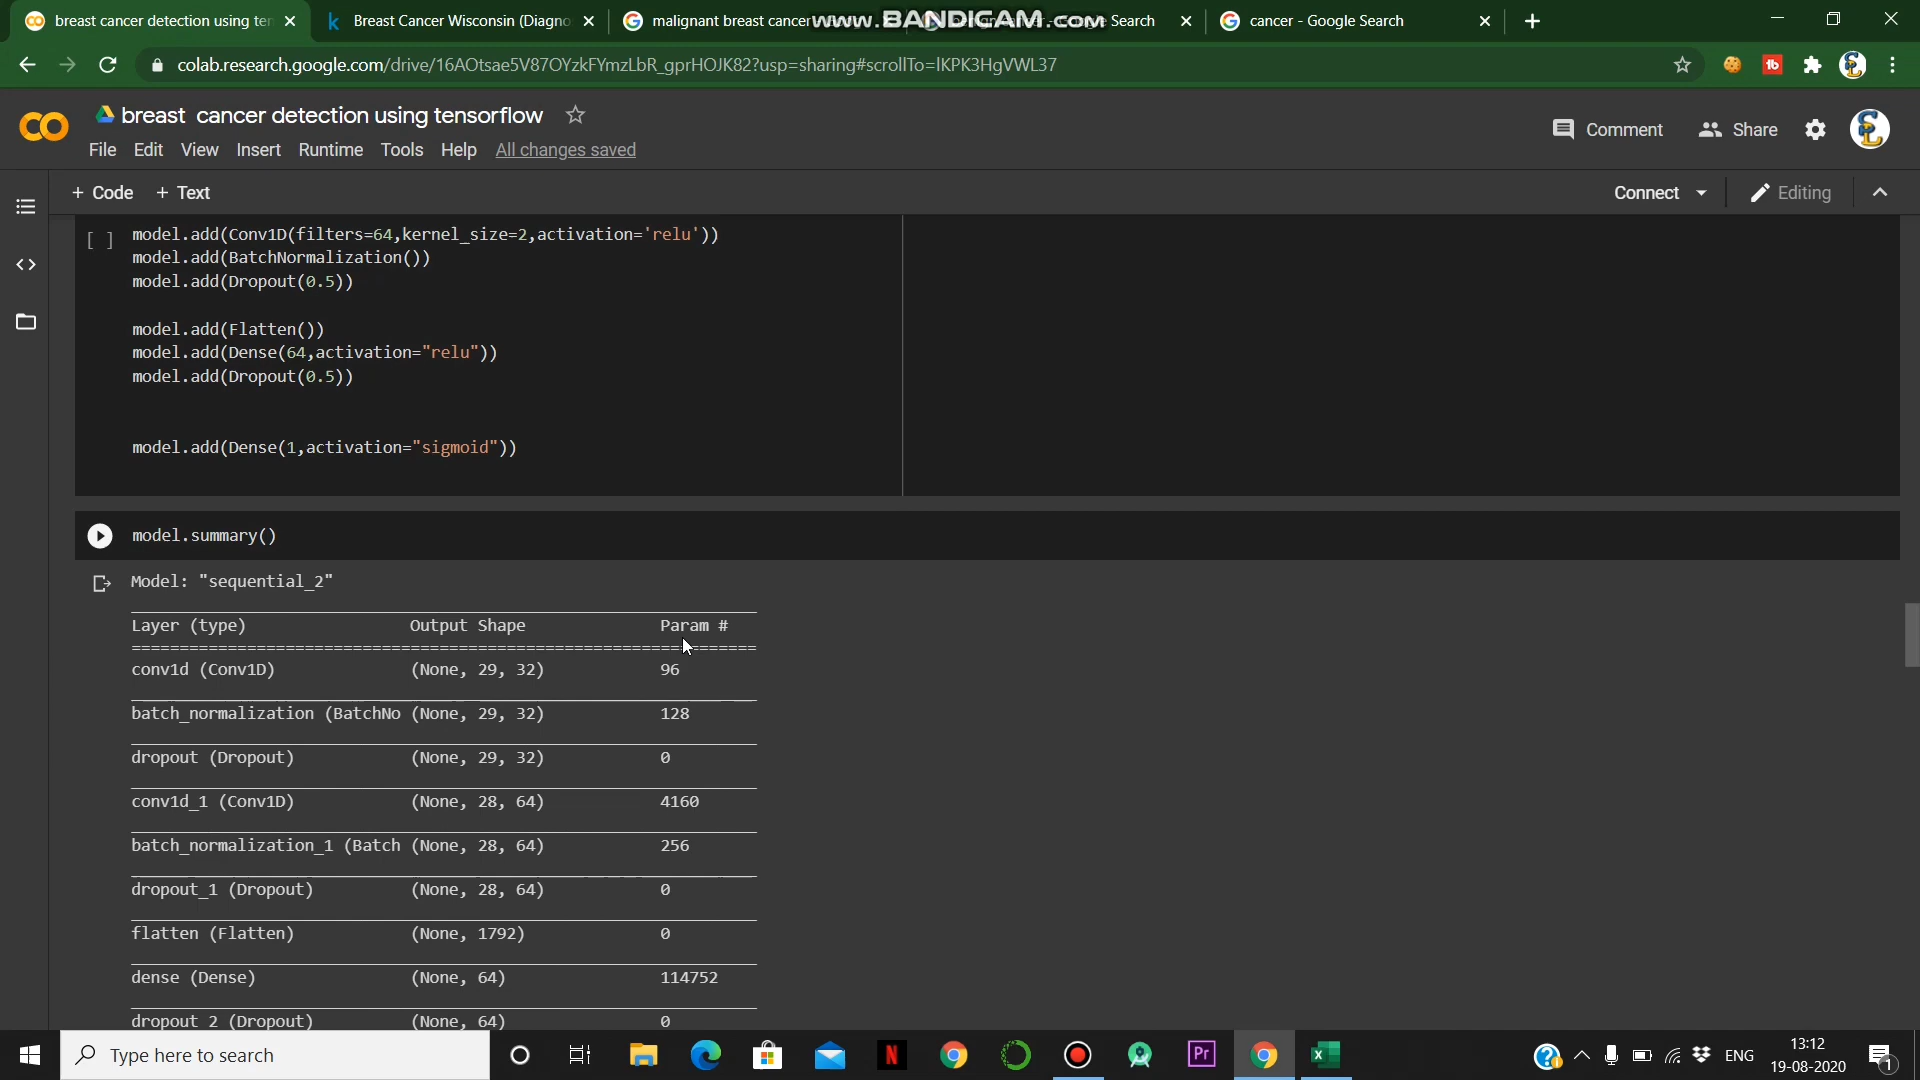 breast cancer detection using ten
Breast Cancer Wisconsin (Diagno
malignant breast cancer
www.BANDICAM.com
Search
cancer - Google Search
colab.research.google.com/drive/16AOtsae5V87OYzkFYmzLbR_gprHOJK82?usp=sharing#scrollTo=lKPK3HgVWL37
breast cancer detection using tensorflow
Comment
Share
File Edit View Insert Runtime Tools Help All changes saved
+ Code + Text
Connect
Editing
[ ] model.add(Conv1D(filters=64,kernel_size=2,activation='relu'))
model.add(BatchNormalization())
model.add(Dropout(0.5))
model.add(Flatten())
model.add(Dense(64,activation="relu"))
model.add(Dropout(0.5))
model.add(Dense(1,activation="sigmoid"))
model.summary()
Model: "sequential_2"
Layer (type) Output Shape Param #
conv1d (Conv1D) (None, 29, 32) 96
batch_normalization (BatchNo (None, 29, 32) 128
dropout (Dropout) (None, 29, 32) 0
conv1d_1 (Conv1D) (None, 28, 64) 4160
batch_normalization_1 (Batch (None, 28, 64) 256
dropout_1 (Dropout) (None, 28, 64) 0
flatten (Flatten) (None, 1792) 0
dense (Dense) (None, 64) 114752
dropout_2 (Dropout) (None, 64) 0
Type here to search
N
Pr
ENG
13:12
19-08-2020
1